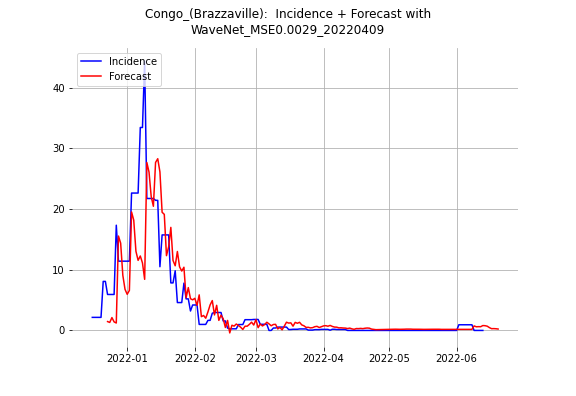 Congo_(Brazzaville):  Incidence + Forecast with
WaveNet_MSE0.0029_20220409
Incidence
Forecast
40
30
20
10
0
2022-01 2022-02 2022-03 2022-04 2022-05 2022-06